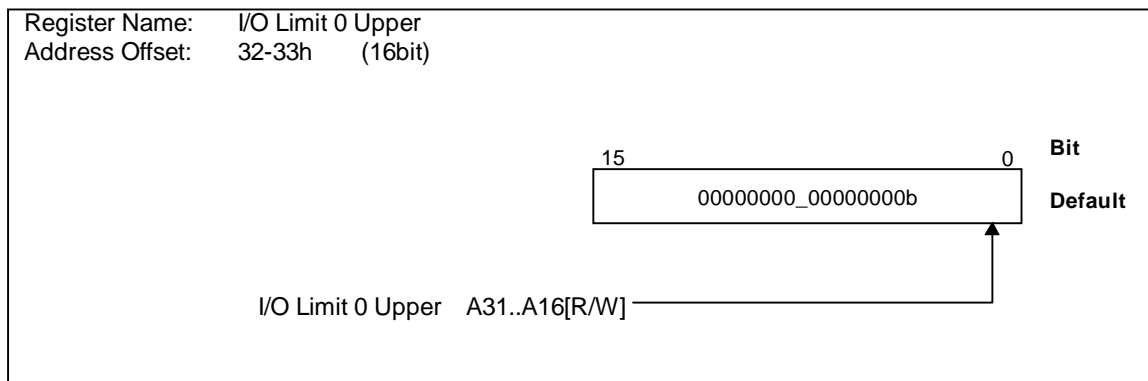 Register Name: I/O Limit 0 Upper
Address Offset: 32-33h (16bit)
15 0 Bit
00000000_00000000b Default
I/O Limit 0 Upper A31..A16[R/W]